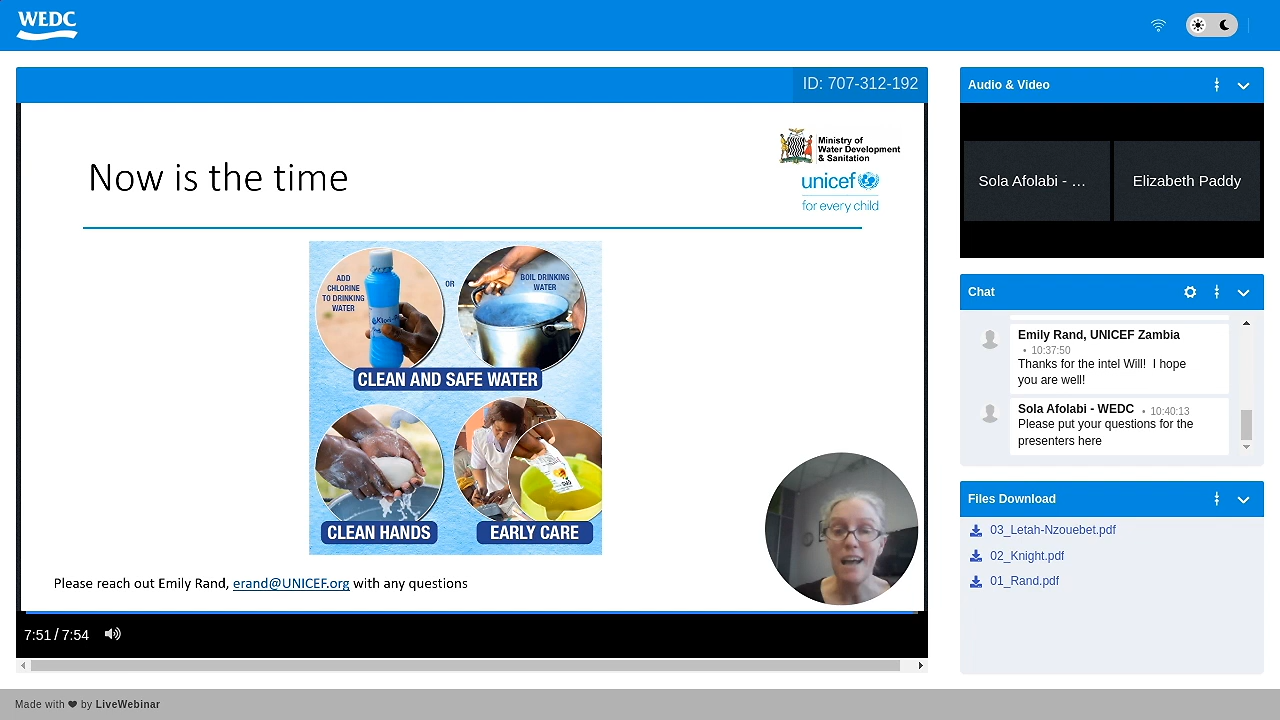 WEDC
ID: 707-312-192
Now is the time
Ministry of
Water Development
& Sanitation
unicef
for every child
ADD
CHLORINE
TO DRINKING
WATER
OR
BOIL DRINKING
WATER
CLEAN AND SAFE WATER
CLEAN HANDS
EARLY CARE
Please reach out Emily Rand, erand@UNICEF.org with any questions
7:51 / 7:54
Audio & Video
Sola Afolabi - ...
Elizabeth Paddy
Chat
Emily Rand, UNICEF Zambia
• 10:37:50
Thanks for the intel Will!  I hope
you are well!
Sola Afolabi - WEDC • 10:40:13
Please put your questions for the
presenters here
Files Download
03_Letah-Nzouebet.pdf
02_Knight.pdf
01_Rand.pdf
Made with ❤ by LiveWebinar